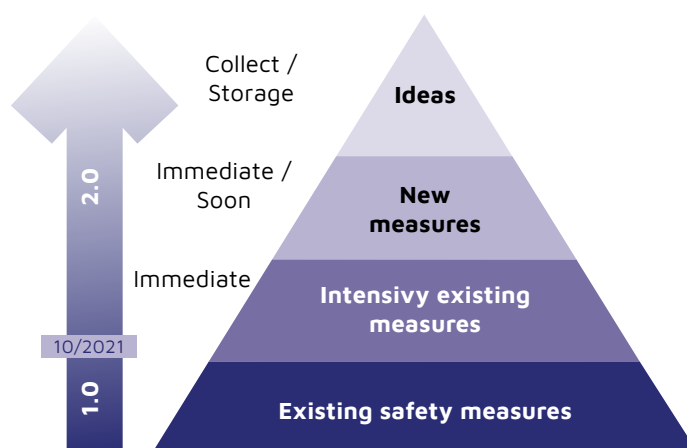 Collect /
Storage
Ideas
2.0
Immediate /
Soon
New
measures
Immediate
Intensivy existing
measures
10/2021
1.0
Existing safety measures